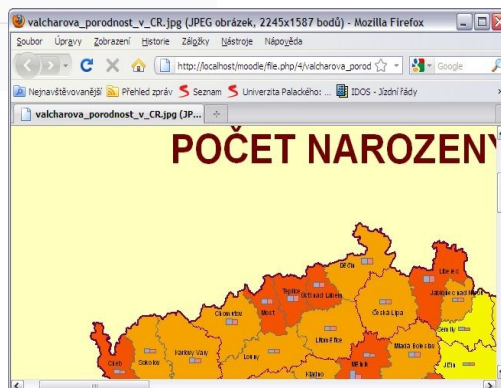 valcharova_porodnost_v_CR.jpg (JPEG obrázek, 2245x1587 bodů) - Mozilla Firefox
Soubor Úpravy Zobrazení Historie Záložky Nástroje Nápověda
http://localhost/moodle/file.php/4/valcharova_porod
Google
Nejnavštěvovanější Přehled zpráv Seznam Univerzita Palackého: ... IDOS - Jízdní řády
valcharova_porodnost_v_CR.jpg (JP...
POČET NAROZENÝ
Děčín
Liberec
Teplice
Ústí nad Labem
Jablonec nad Nisou
Chomutov
Most
Česká Lípa
Semily
Litoměřice
Cheb
Sokolov
Karlovy Vary
Louny
Mladá Boleslav
Jičín
Mělník
Kladno